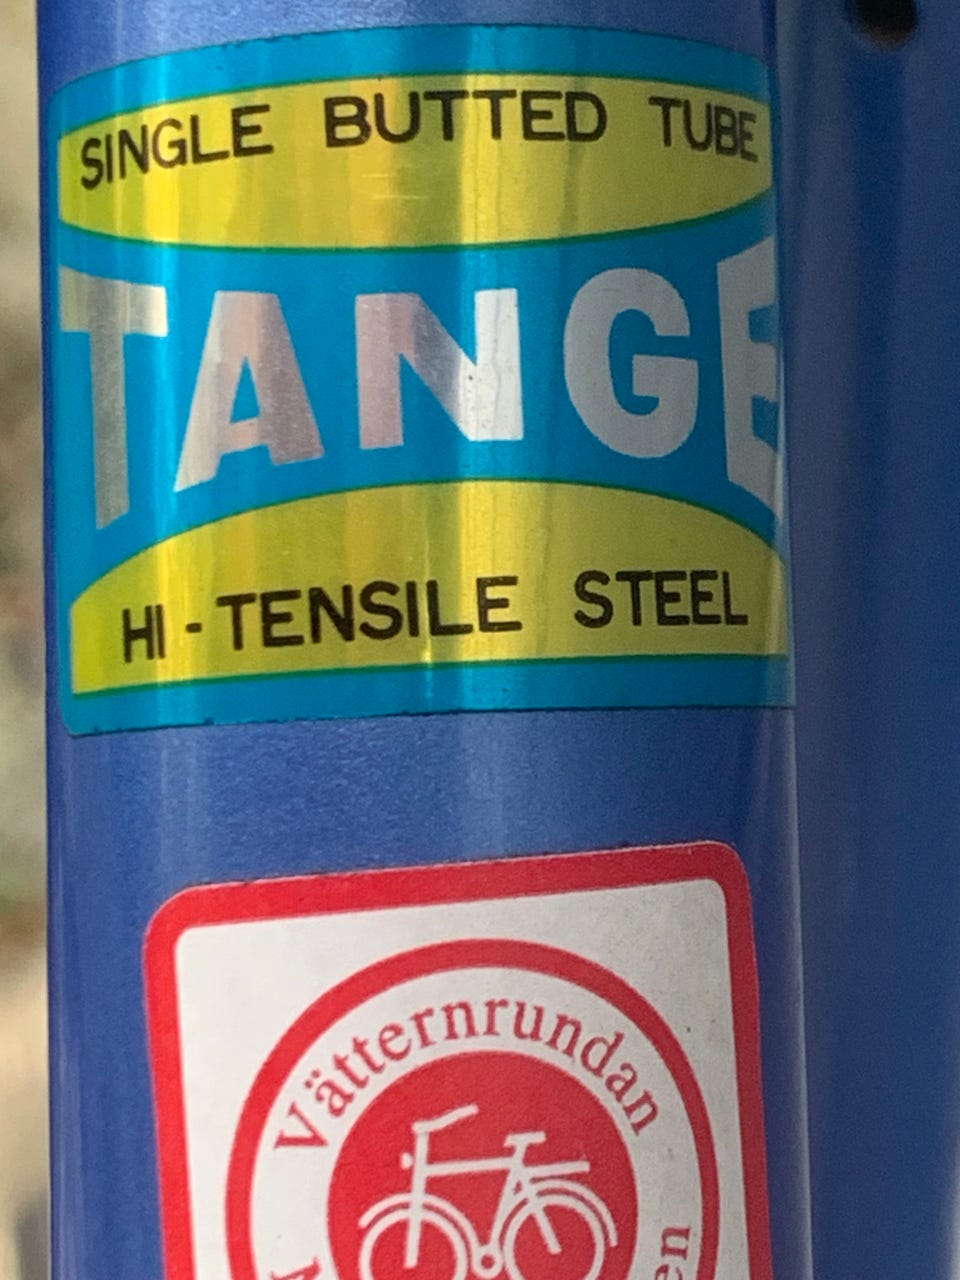 SINGLE BUTTED TUBE
TANGE
HI-TENSILE STEEL
Vätternrundan